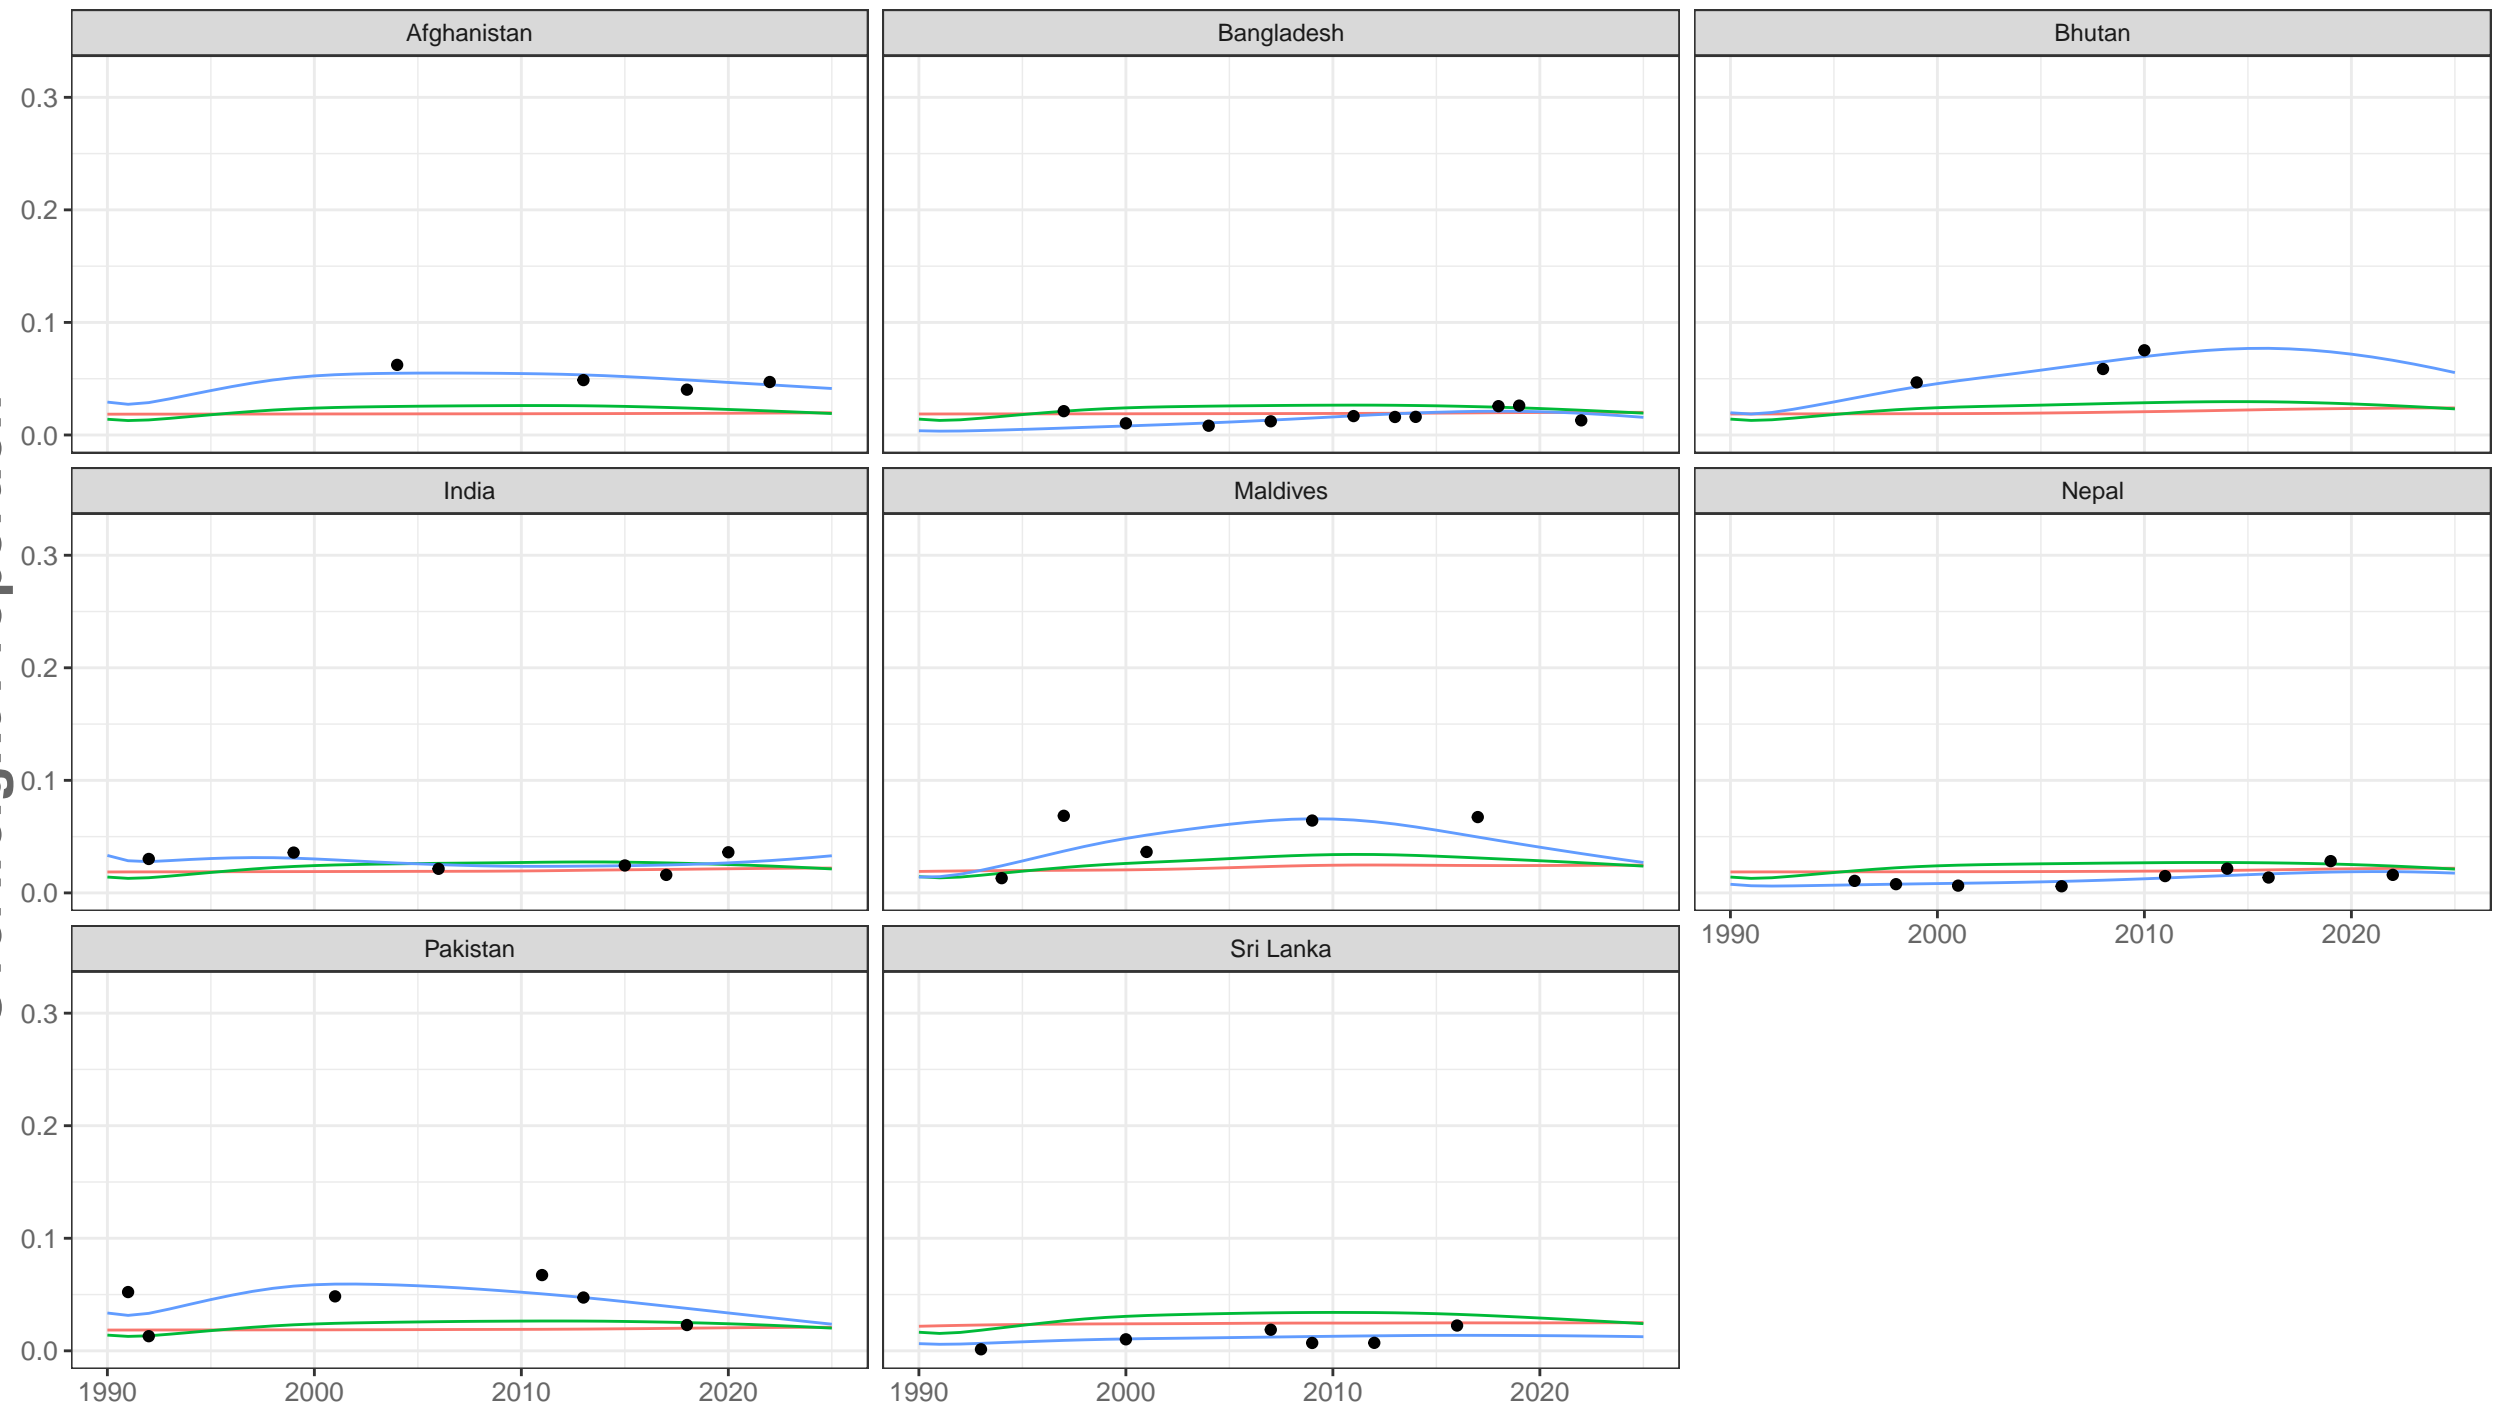 Afghanistan Bangladesh Bhutan
0.3
0.2
0.1
0.0
India Maldives Nepal
0.3
0.2
0.1
0.0
1990 2000 2010 2020
Pakistan Sri Lanka
0.3
0.2
0.1
0.0
1990 2000 2010 2020 1990 2000 2010 2020